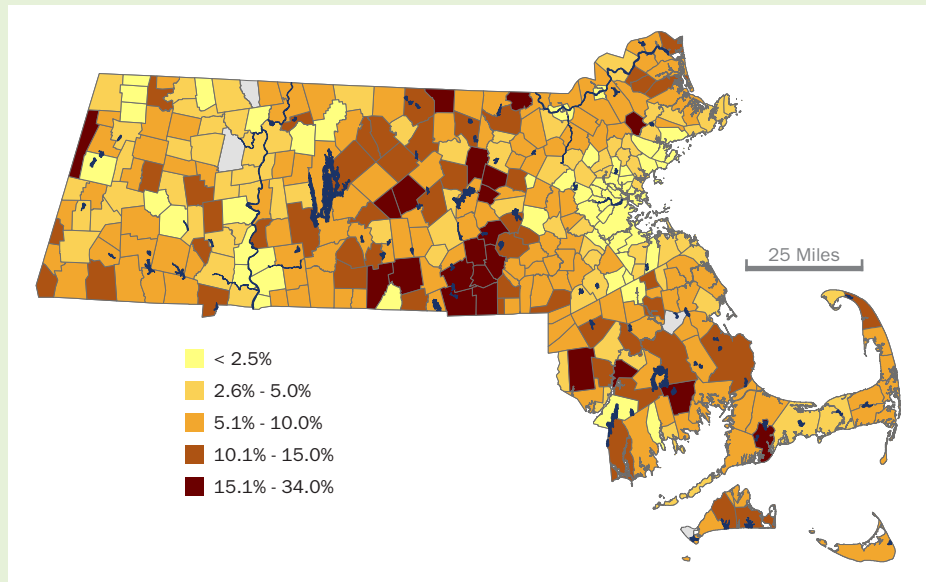 25 Miles
< 2.5%
2.6% - 5.0%
5.1% - 10.0%
10.1% - 15.0%
15.1% - 34.0%